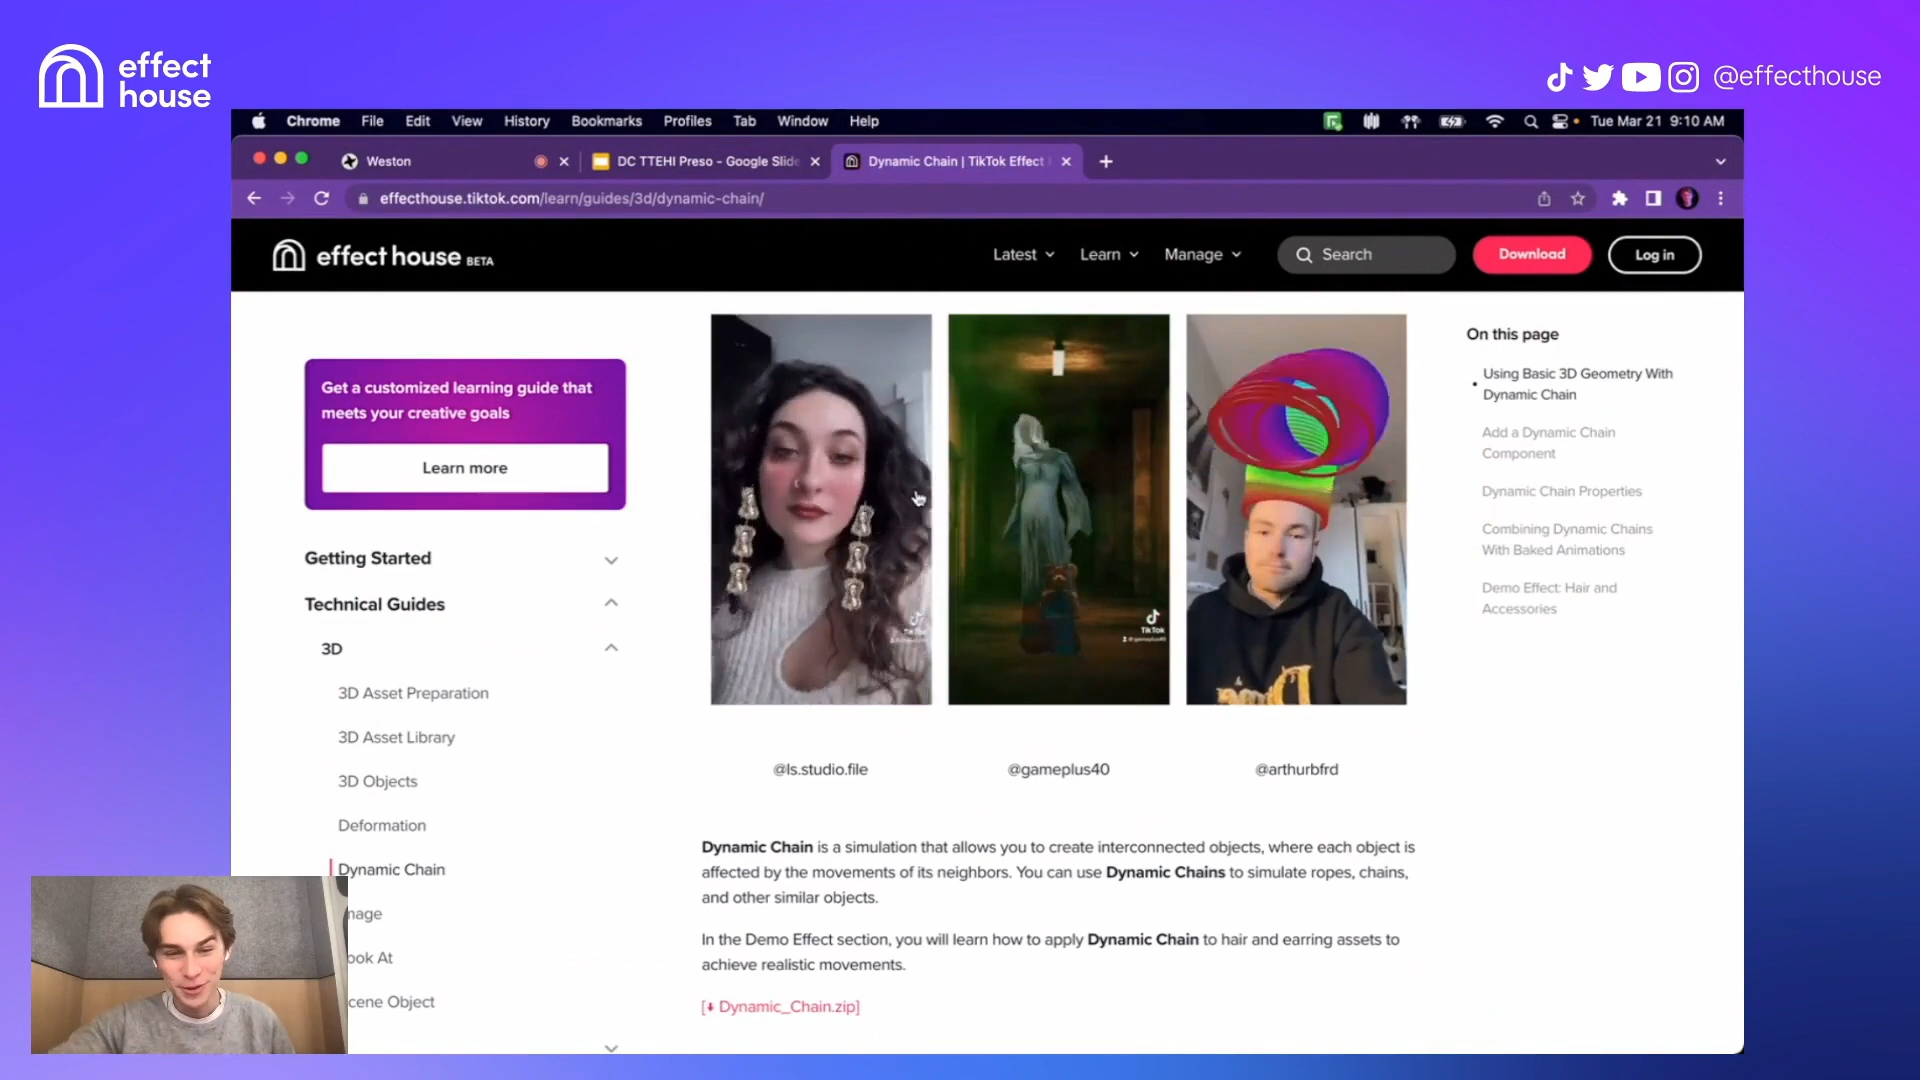 effect
house
@effecthouse
Chrome File Edit View History Bookmarks Profiles Tab Window Help
Tue Mar 21 9:10 AM
Weston
DC TTEHI Preso - Google Slide
Dynamic Chain | TikTok Effect
effecthouse.tiktok.com/learn/guides/3d/dynamic-chain/
effect house BETA
Latest
Learn
Manage
Search
Download
Log in
Get a customized learning guide that
meets your creative goals
Learn more
Getting Started
Technical Guides
3D
3D Asset Preparation
3D Asset Library
3D Objects
Deformation
Dynamic Chain
mage
ook At
cene Object
TikTok
@gameplus40
@ls.studio.file
@gameplus40
@arthurbfrd
Dynamic Chain is a simulation that allows you to create interconnected objects, where each object is
affected by the movements of its neighbors. You can use Dynamic Chains to simulate ropes, chains,
and other similar objects.
In the Demo Effect section, you will learn how to apply Dynamic Chain to hair and earring assets to
achieve realistic movements.
[Dynamic_Chain.zip]
On this page
Using Basic 3D Geometry With
Dynamic Chain
Add a Dynamic Chain
Component
Dynamic Chain Properties
Combining Dynamic Chains
With Baked Animations
Demo Effect: Hair and
Accessories